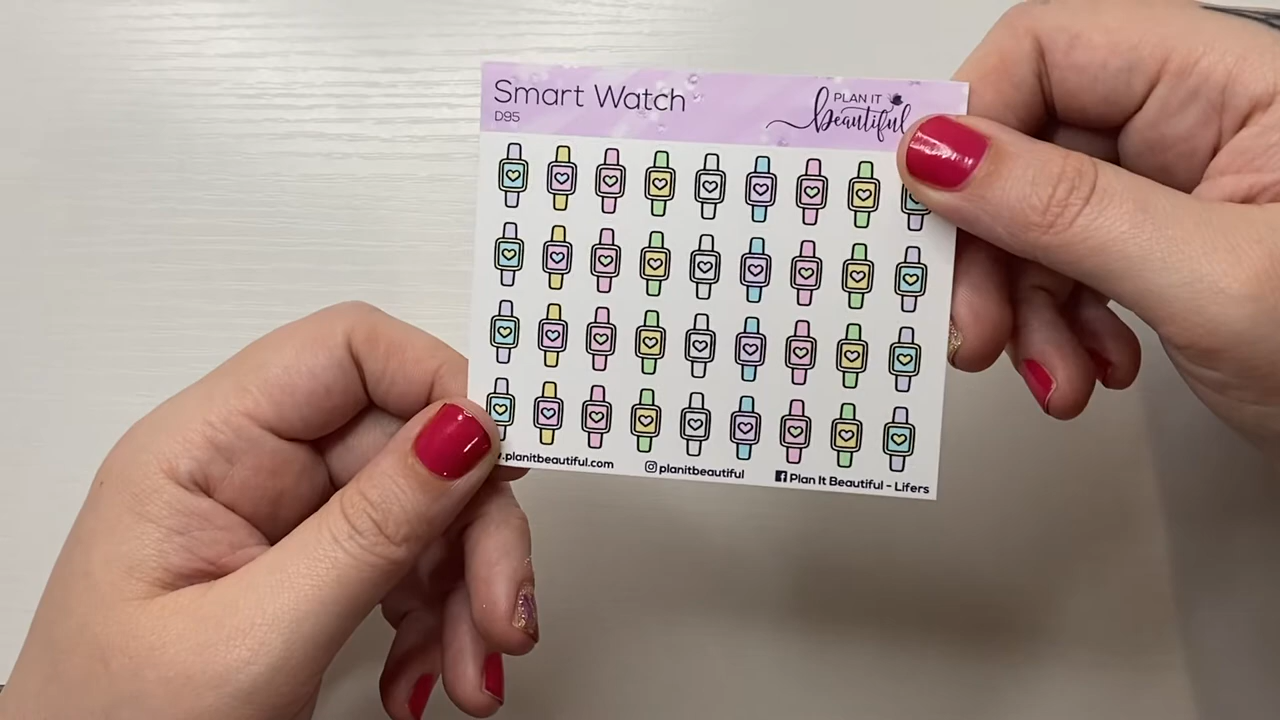 Smart Watch
D95
PLAN IT
beautiful
.planitbeautiful.com
planitbeautiful
Plan It Beautiful - Lifers